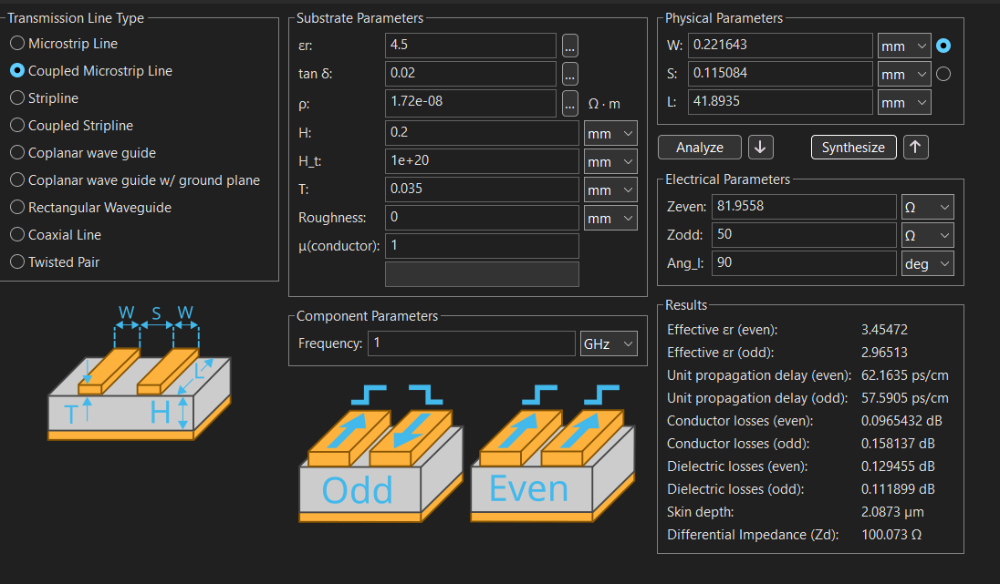 Transmission Line Type
Microstrip Line
Coupled Microstrip Line
Stripline
Coupled Stripline
Coplanar wave guide
Coplanar wave guide w/ ground plane
Rectangular Waveguide
Coaxial Line
Twisted Pair
W S W
L
T H
Substrate Parameters
εr: 4.5 ...
tan δ: 0.02 ...
ρ: 1.72e-08 ... Ω · m
H: 0.2 mm
H_t: 1e+20 mm
T: 0.035 mm
Roughness: 0 mm
μ(conductor): 1
Component Parameters
Frequency: 1 GHz
Odd Even
Physical Parameters
W: 0.221643 mm
S: 0.115084 mm
L: 41.8935 mm
Analyze Synthesize
Electrical Parameters
Zeven: 81.9558 Ω
Zodd: 50 Ω
Ang_l: 90 deg
Results
Effective εr (even): 3.45472
Effective εr (odd): 2.96513
Unit propagation delay (even): 62.1635 ps/cm
Unit propagation delay (odd): 57.5905 ps/cm
Conductor losses (even): 0.0965432 dB
Conductor losses (odd): 0.158137 dB
Dielectric losses (even): 0.129455 dB
Dielectric losses (odd): 0.111899 dB
Skin depth: 2.0873 μm
Differential Impedance (Zd): 100.073 Ω